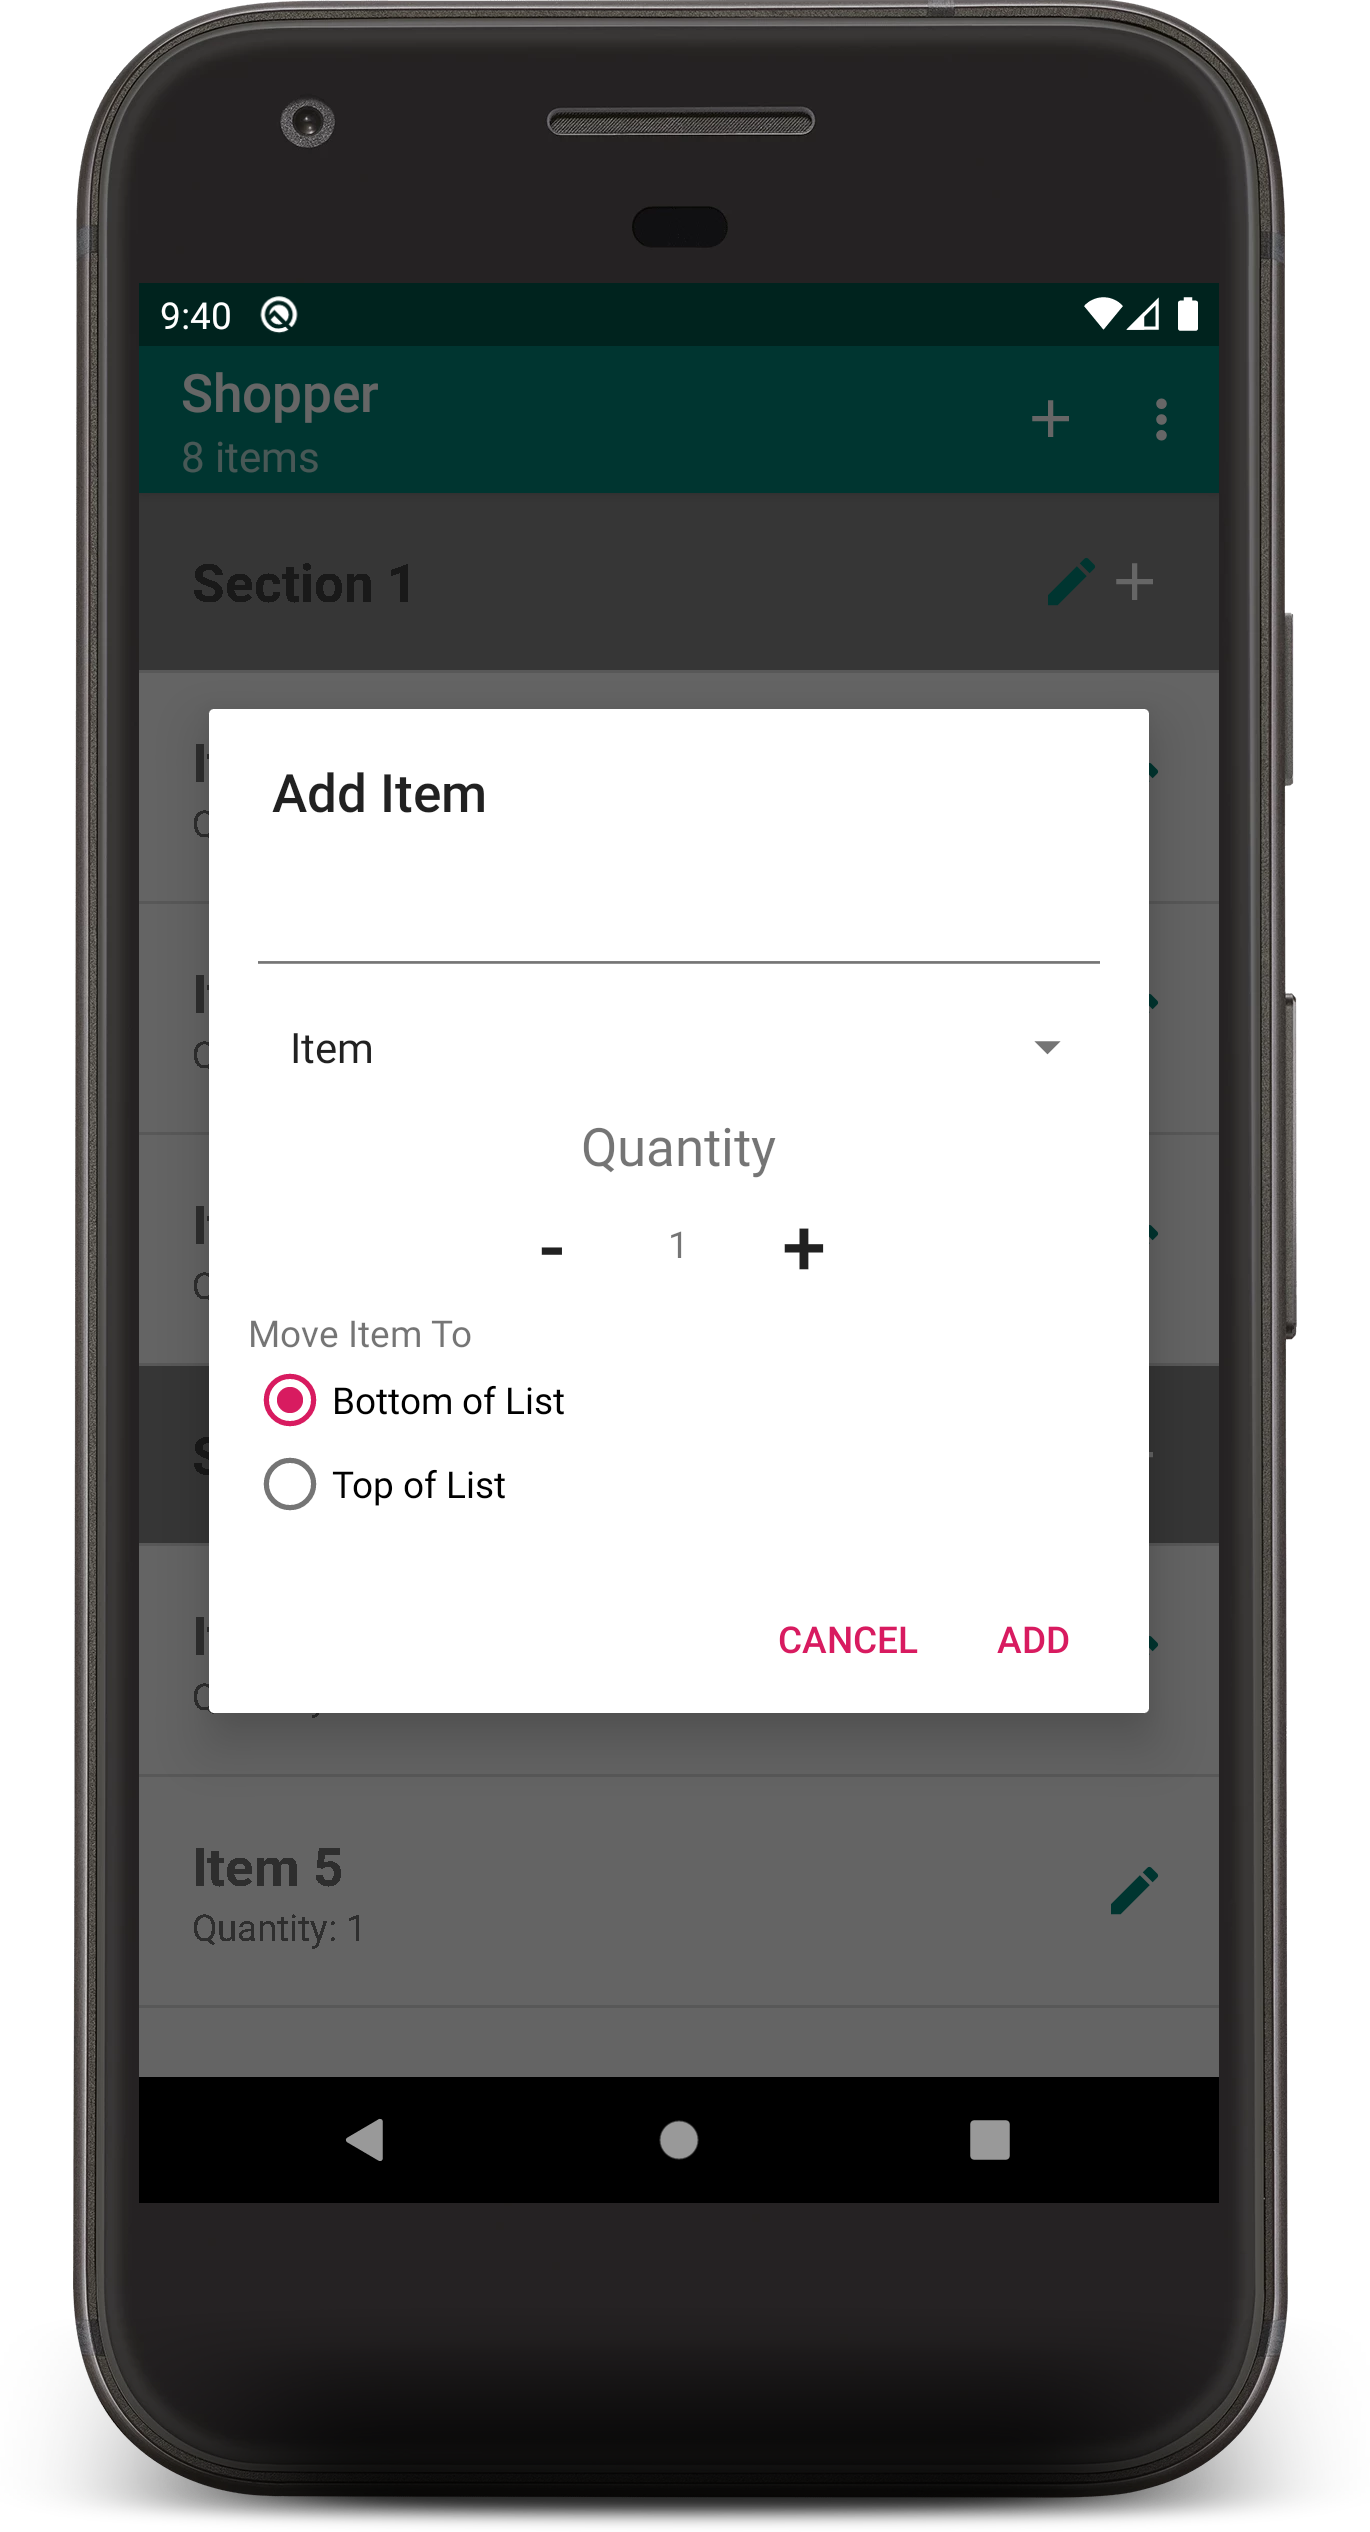 9:40
Shopper
8 items
Section 1
Add Item
Item
Quantity
- 1 +
Move Item To
Bottom of List
Top of List
CANCEL ADD
Item 5
Quantity: 1